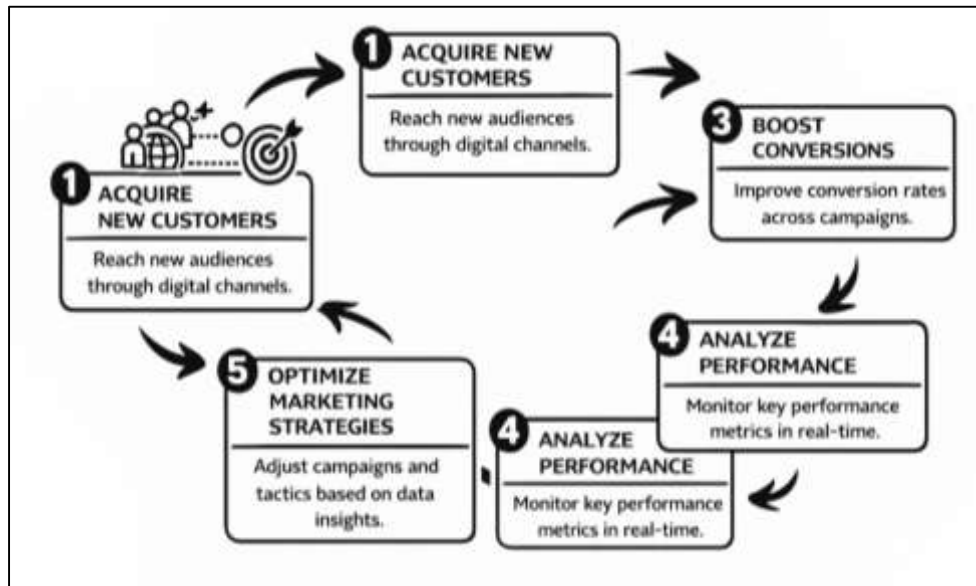 1
ACQUIRE
NEW CUSTOMERS
Reach new audiences
through digital channels.
1
ACQUIRE NEW
CUSTOMERS
Reach new audiences
through digital channels.
3
BOOST
CONVERSIONS
Improve conversion rates
across campaigns.
4
ANALYZE
PERFORMANCE
Monitor key performance
metrics in real-time.
4
ANALYZE
PERFORMANCE
Monitor key performance
metrics in real-time.
5
OPTIMIZE
MARKETING
STRATEGIES
Adjust campaigns and
tactics based on data
insights.